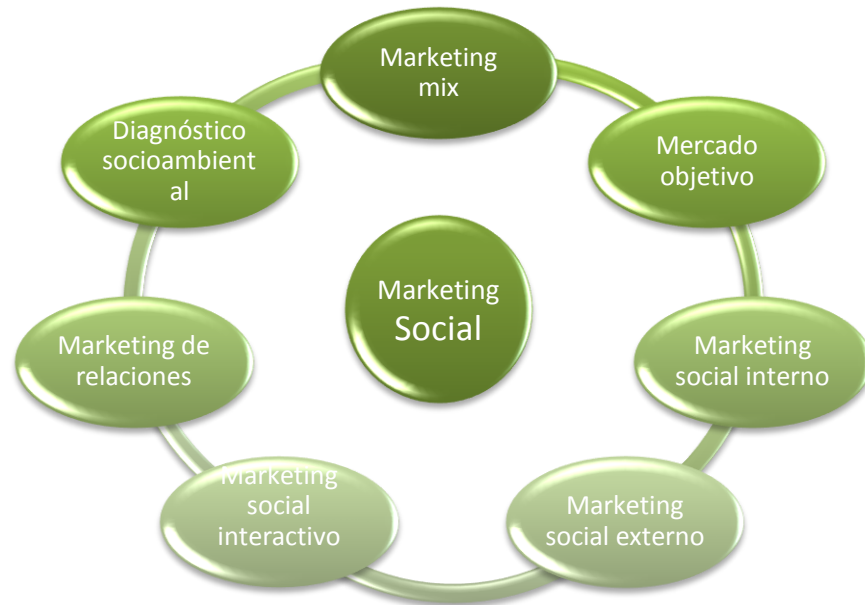 Marketing
mix
Mercado
objetivo
Marketing
social interno
Marketing
social externo
Marketing
social
interactivo
Marketing de
relaciones
Diagnóstico
socioambient
al
Marketing
Social